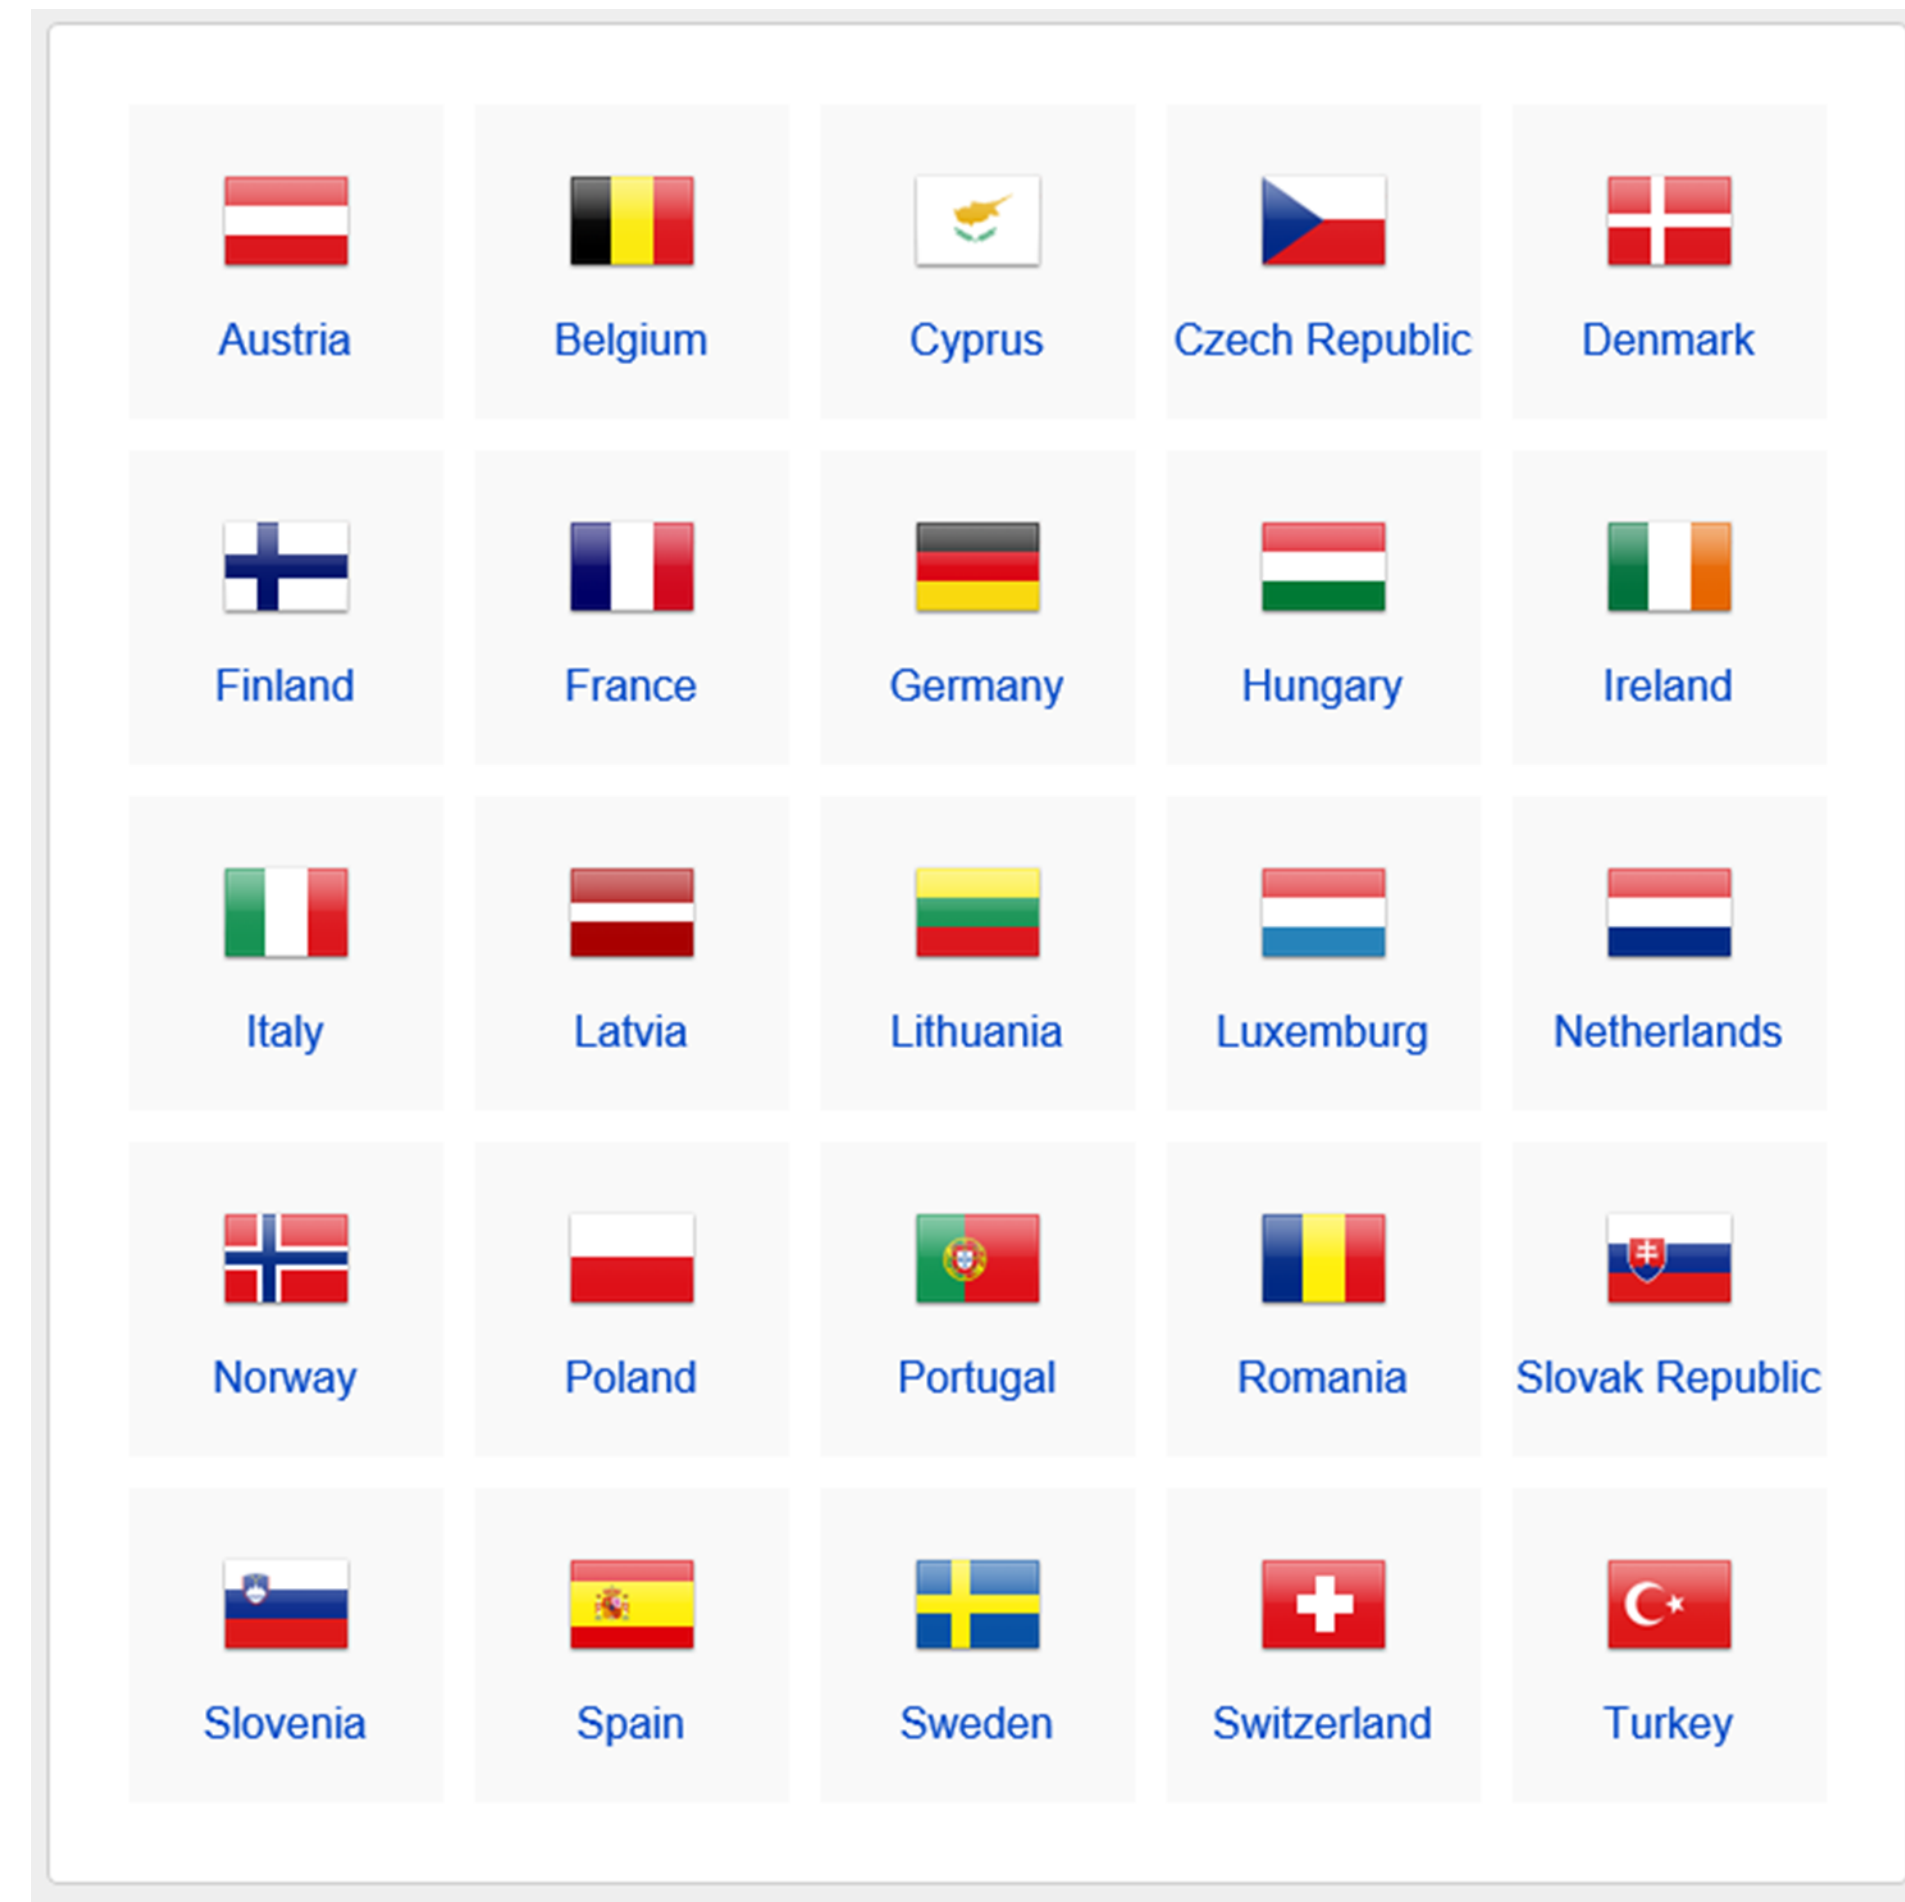 Austria
Belgium
Cyprus
Czech Republic
Denmark
Finland
France
Germany
Hungary
Ireland
Italy
Latvia
Lithuania
Luxemburg
Netherlands
Norway
Poland
Portugal
Romania
Slovak Republic
Slovenia
Spain
Sweden
Switzerland
Turkey